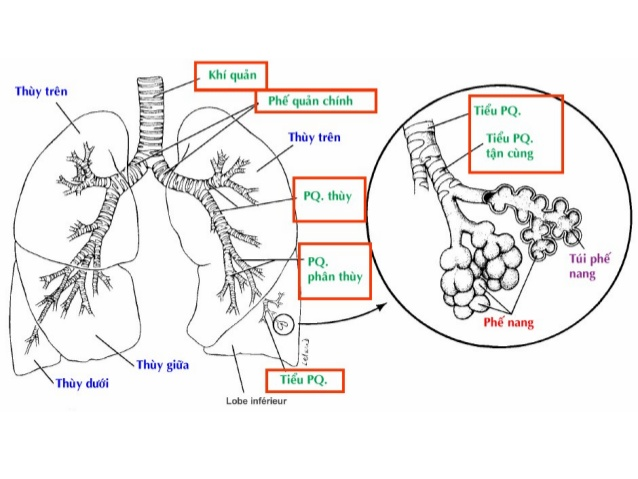 Khí quản
Thùy trên
Phế quản chính
Thùy trên
PQ. thùy
PQ.
phân thùy
Tiểu PQ.
Tiểu PQ.
tận cùng
Túi phế
nang
Phế nang
Thùy giữa
Thùy dưới
Tiểu PQ.
Lobe inférieur